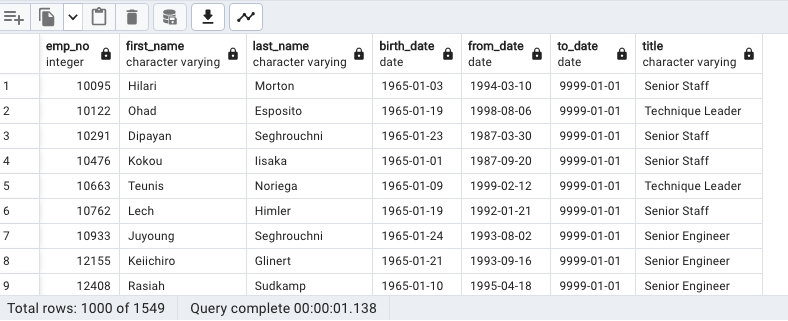 emp_no integer first_name character varying last_name character varying birth_date date from_date date to_date date title character varying
1 10095 Hilari Morton 1965-01-03 1994-03-10 9999-01-01 Senior Staff
2 10122 Ohad Esposito 1965-01-19 1998-08-06 9999-01-01 Technique Leader
3 10291 Dipayan Seghrouchni 1965-01-23 1987-03-30 9999-01-01 Senior Staff
4 10476 Kokou Iisaka 1965-01-01 1987-09-20 9999-01-01 Senior Staff
5 10663 Teunis Noriega 1965-01-09 1999-02-12 9999-01-01 Technique Leader
6 10762 Lech Himler 1965-01-19 1992-01-21 9999-01-01 Senior Staff
7 10933 Juyoung Seghrouchni 1965-01-24 1993-08-02 9999-01-01 Senior Engineer
8 12155 Keiichiro Glinert 1965-01-21 1993-09-16 9999-01-01 Senior Engineer
9 12408 Rasiah Sudkamp 1965-01-10 1995-04-18 9999-01-01 Senior Engineer
Total rows: 1000 of 1549 Query complete 00:00:01.138